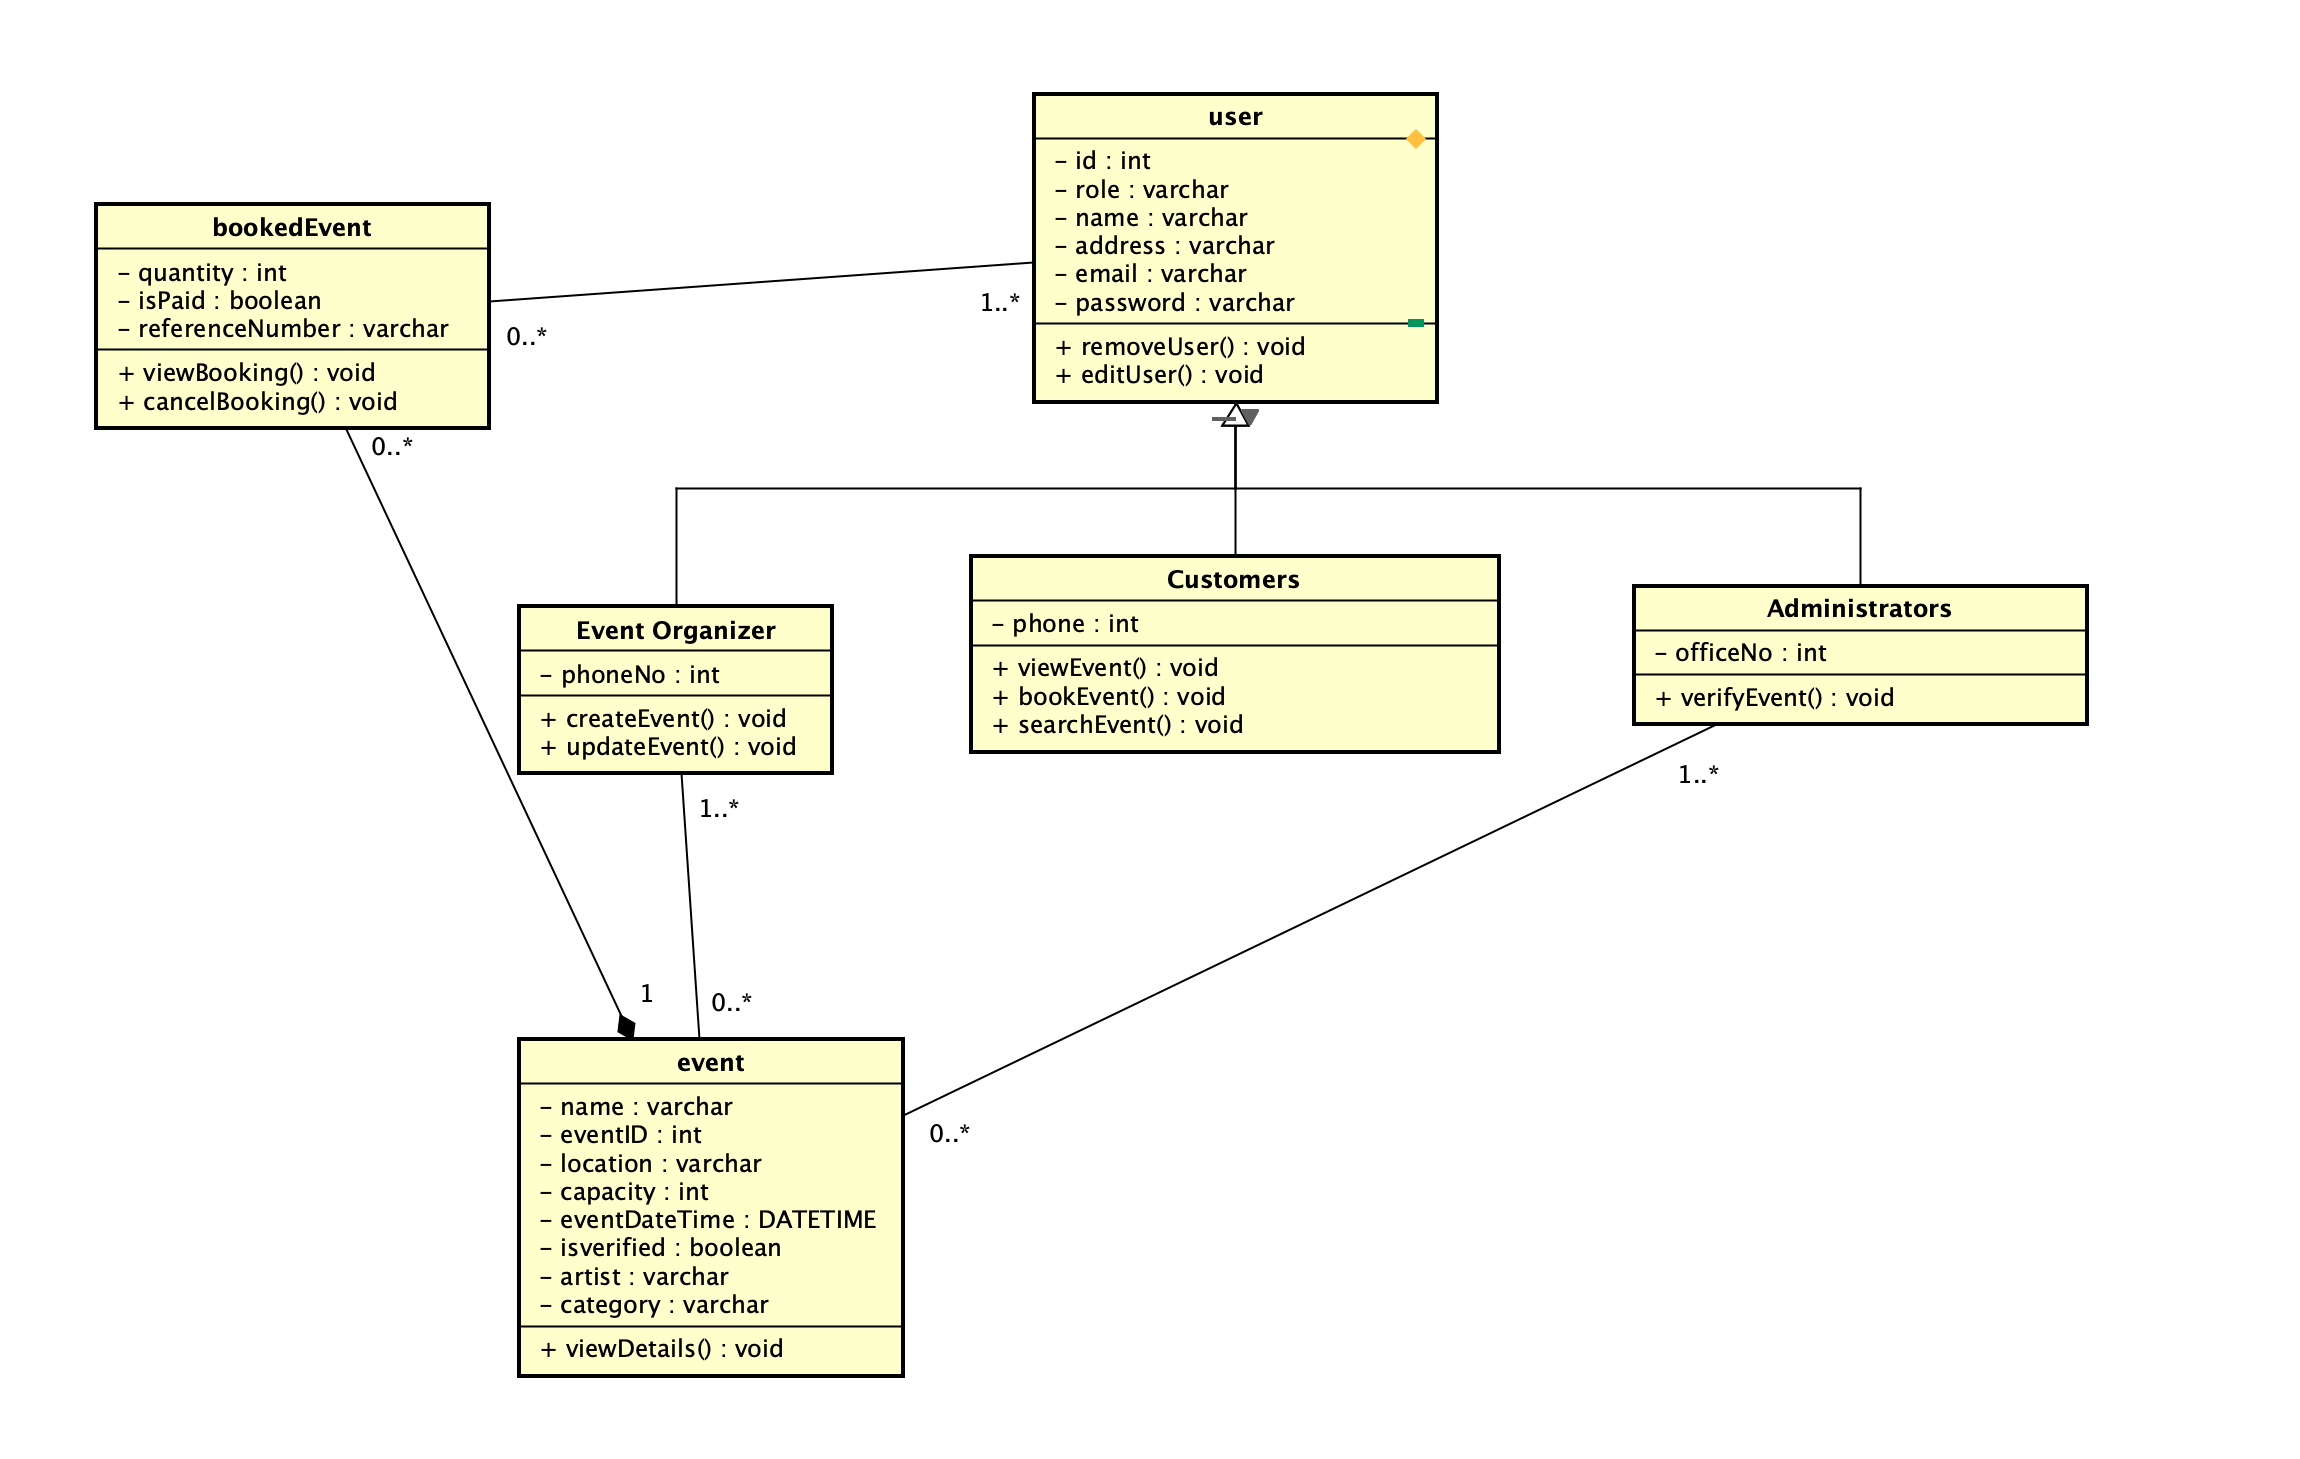 user
– id : int
– role : varchar
– name : varchar
– address : varchar
– email : varchar
– password : varchar
+ removeUser() : void
+ editUser() : void
bookedEvent
– quantity : int
– isPaid : boolean
– referenceNumber : varchar
+ viewBooking() : void
+ cancelBooking() : void
1..*
0..*
0..*
Event Organizer
– phoneNo : int
+ createEvent() : void
+ updateEvent() : void
Customers
– phone : int
+ viewEvent() : void
+ bookEvent() : void
+ searchEvent() : void
Administrators
– officeNo : int
+ verifyEvent() : void
1..*
1..*
1
0..*
0..*
event
– name : varchar
– eventID : int
– location : varchar
– capacity : int
– eventDateTime : DATETIME
– isverified : boolean
– artist : varchar
– category : varchar
+ viewDetails() : void